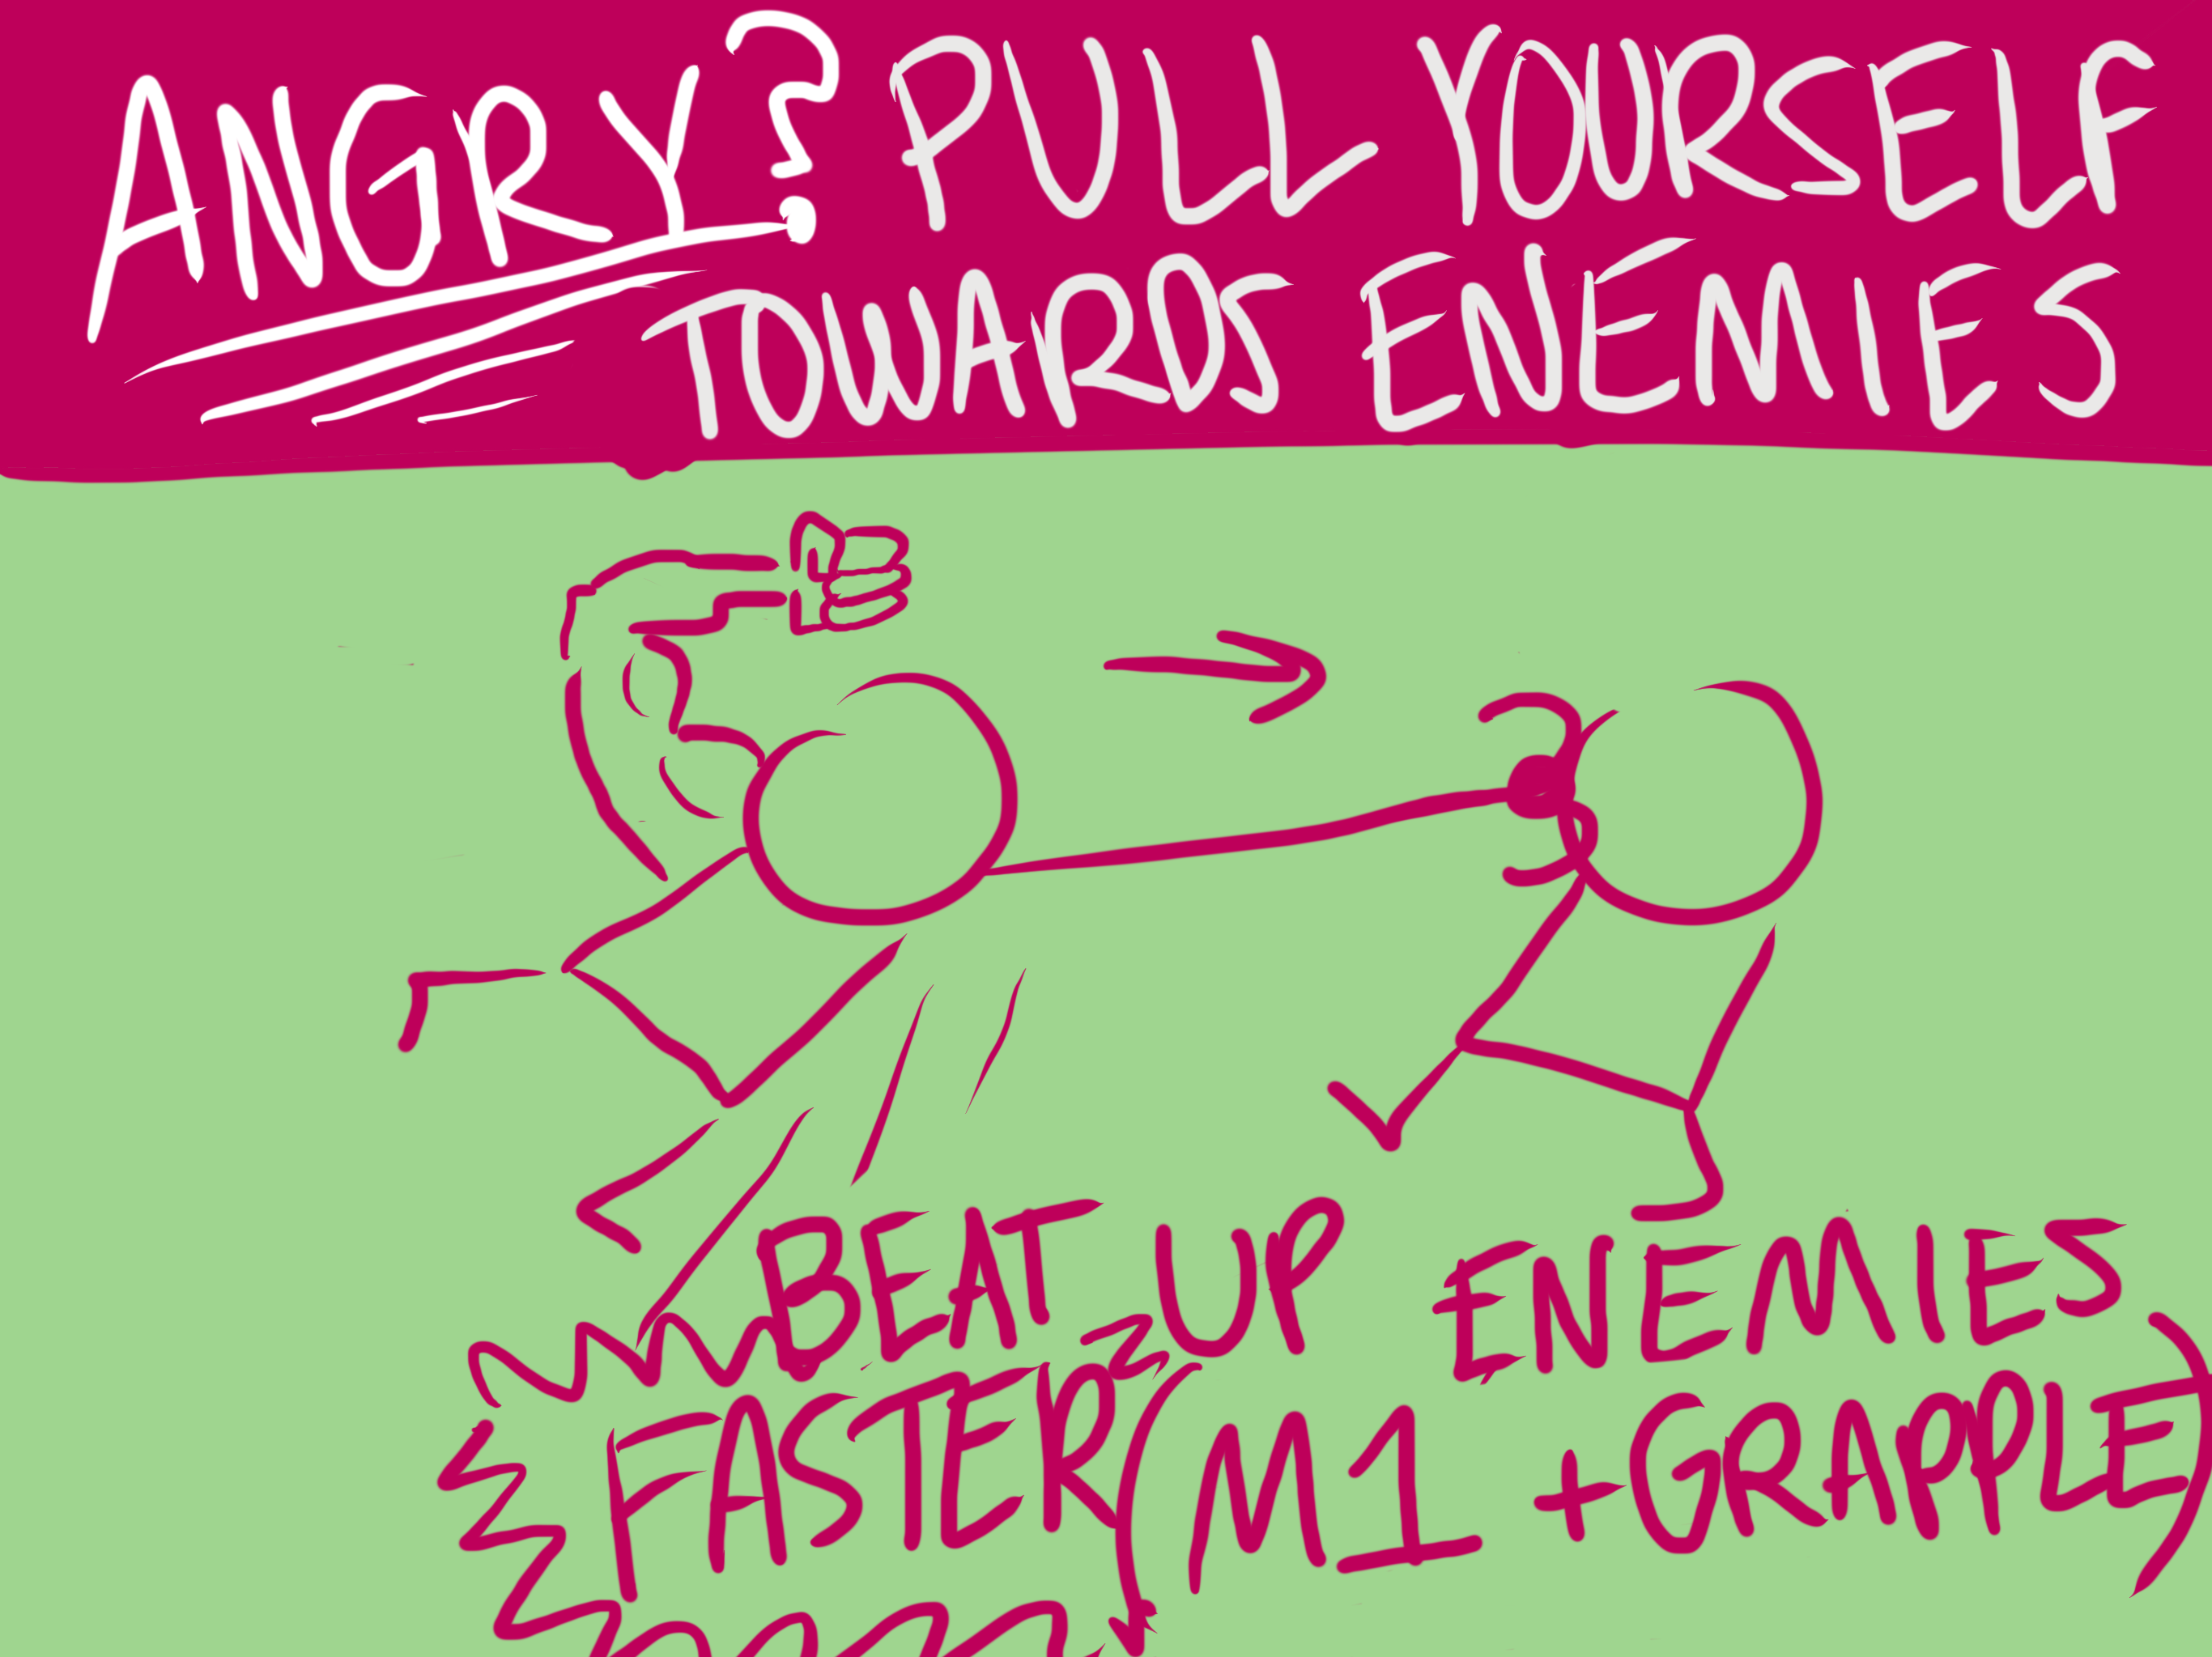 ANGRY? PULL YOURSELF
TOWARDS ENEMIES
BEAT UP ENEMIES
FASTER (M1 + GRAPPLE)